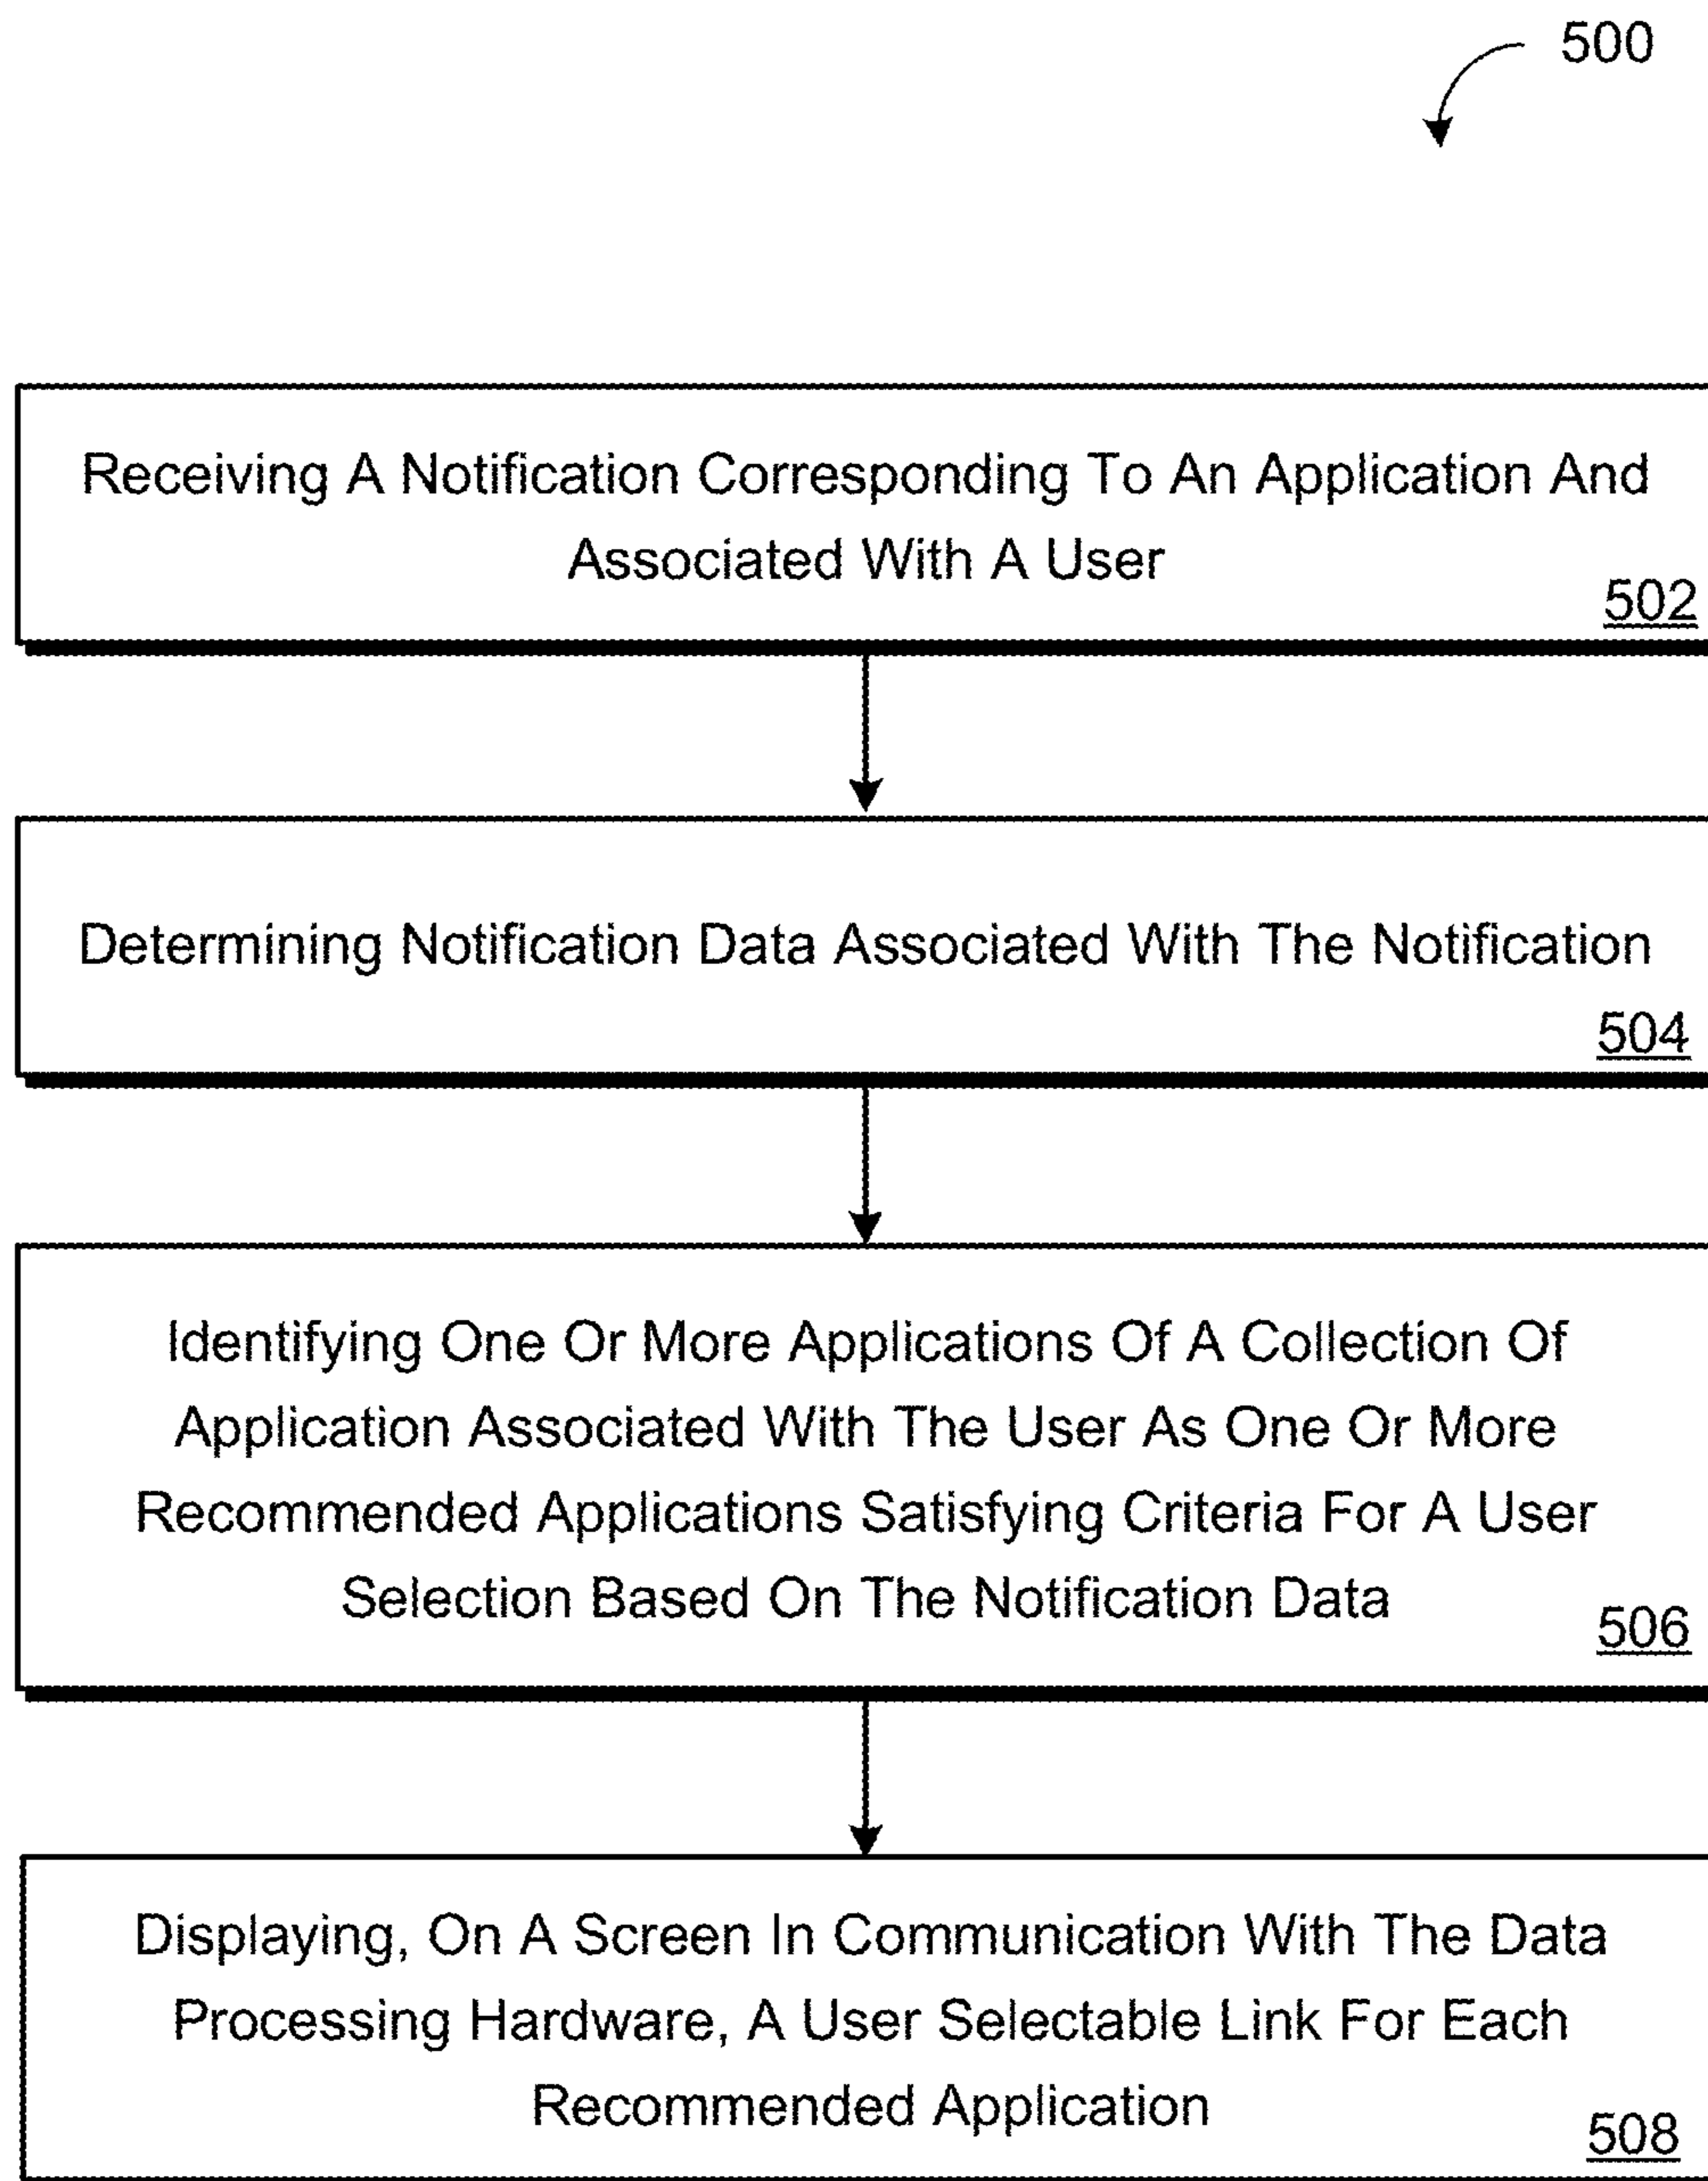 500
Receiving A Notification Corresponding To An Application And
Associated With A User
502
Determining Notification Data Associated With The Notification
504
Identifying One Or More Applications Of A Collection Of
Application Associated With The User As One Or More
Recommended Applications Satisfying Criteria For A User
Selection Based On The Notification Data
506
Displaying, On A Screen In Communication With The Data
Processing Hardware, A User Selectable Link For Each
Recommended Application
508